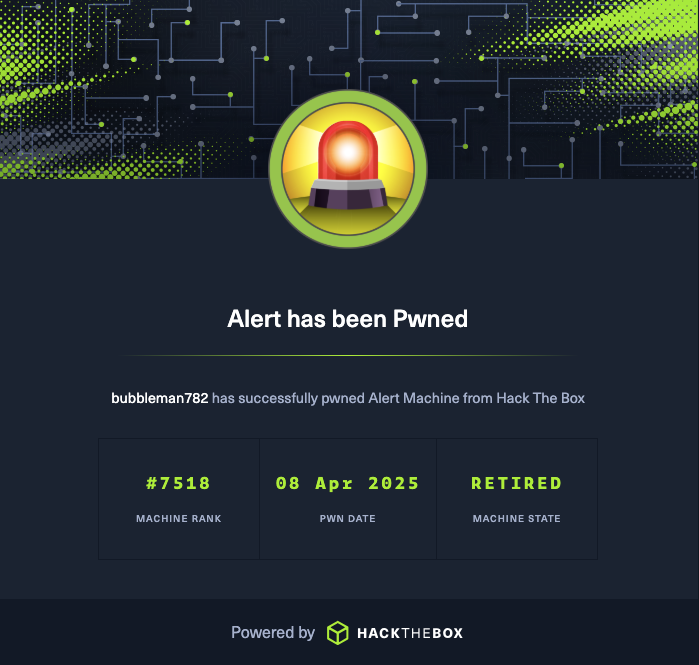 Alert has been Pwned
bubbleman782 has successfully pwned Alert Machine from Hack The Box
#7518 08 Apr 2025 RETIRED
MACHINE RANK PWN DATE MACHINE STATE
Powered by HACKTHEBOX